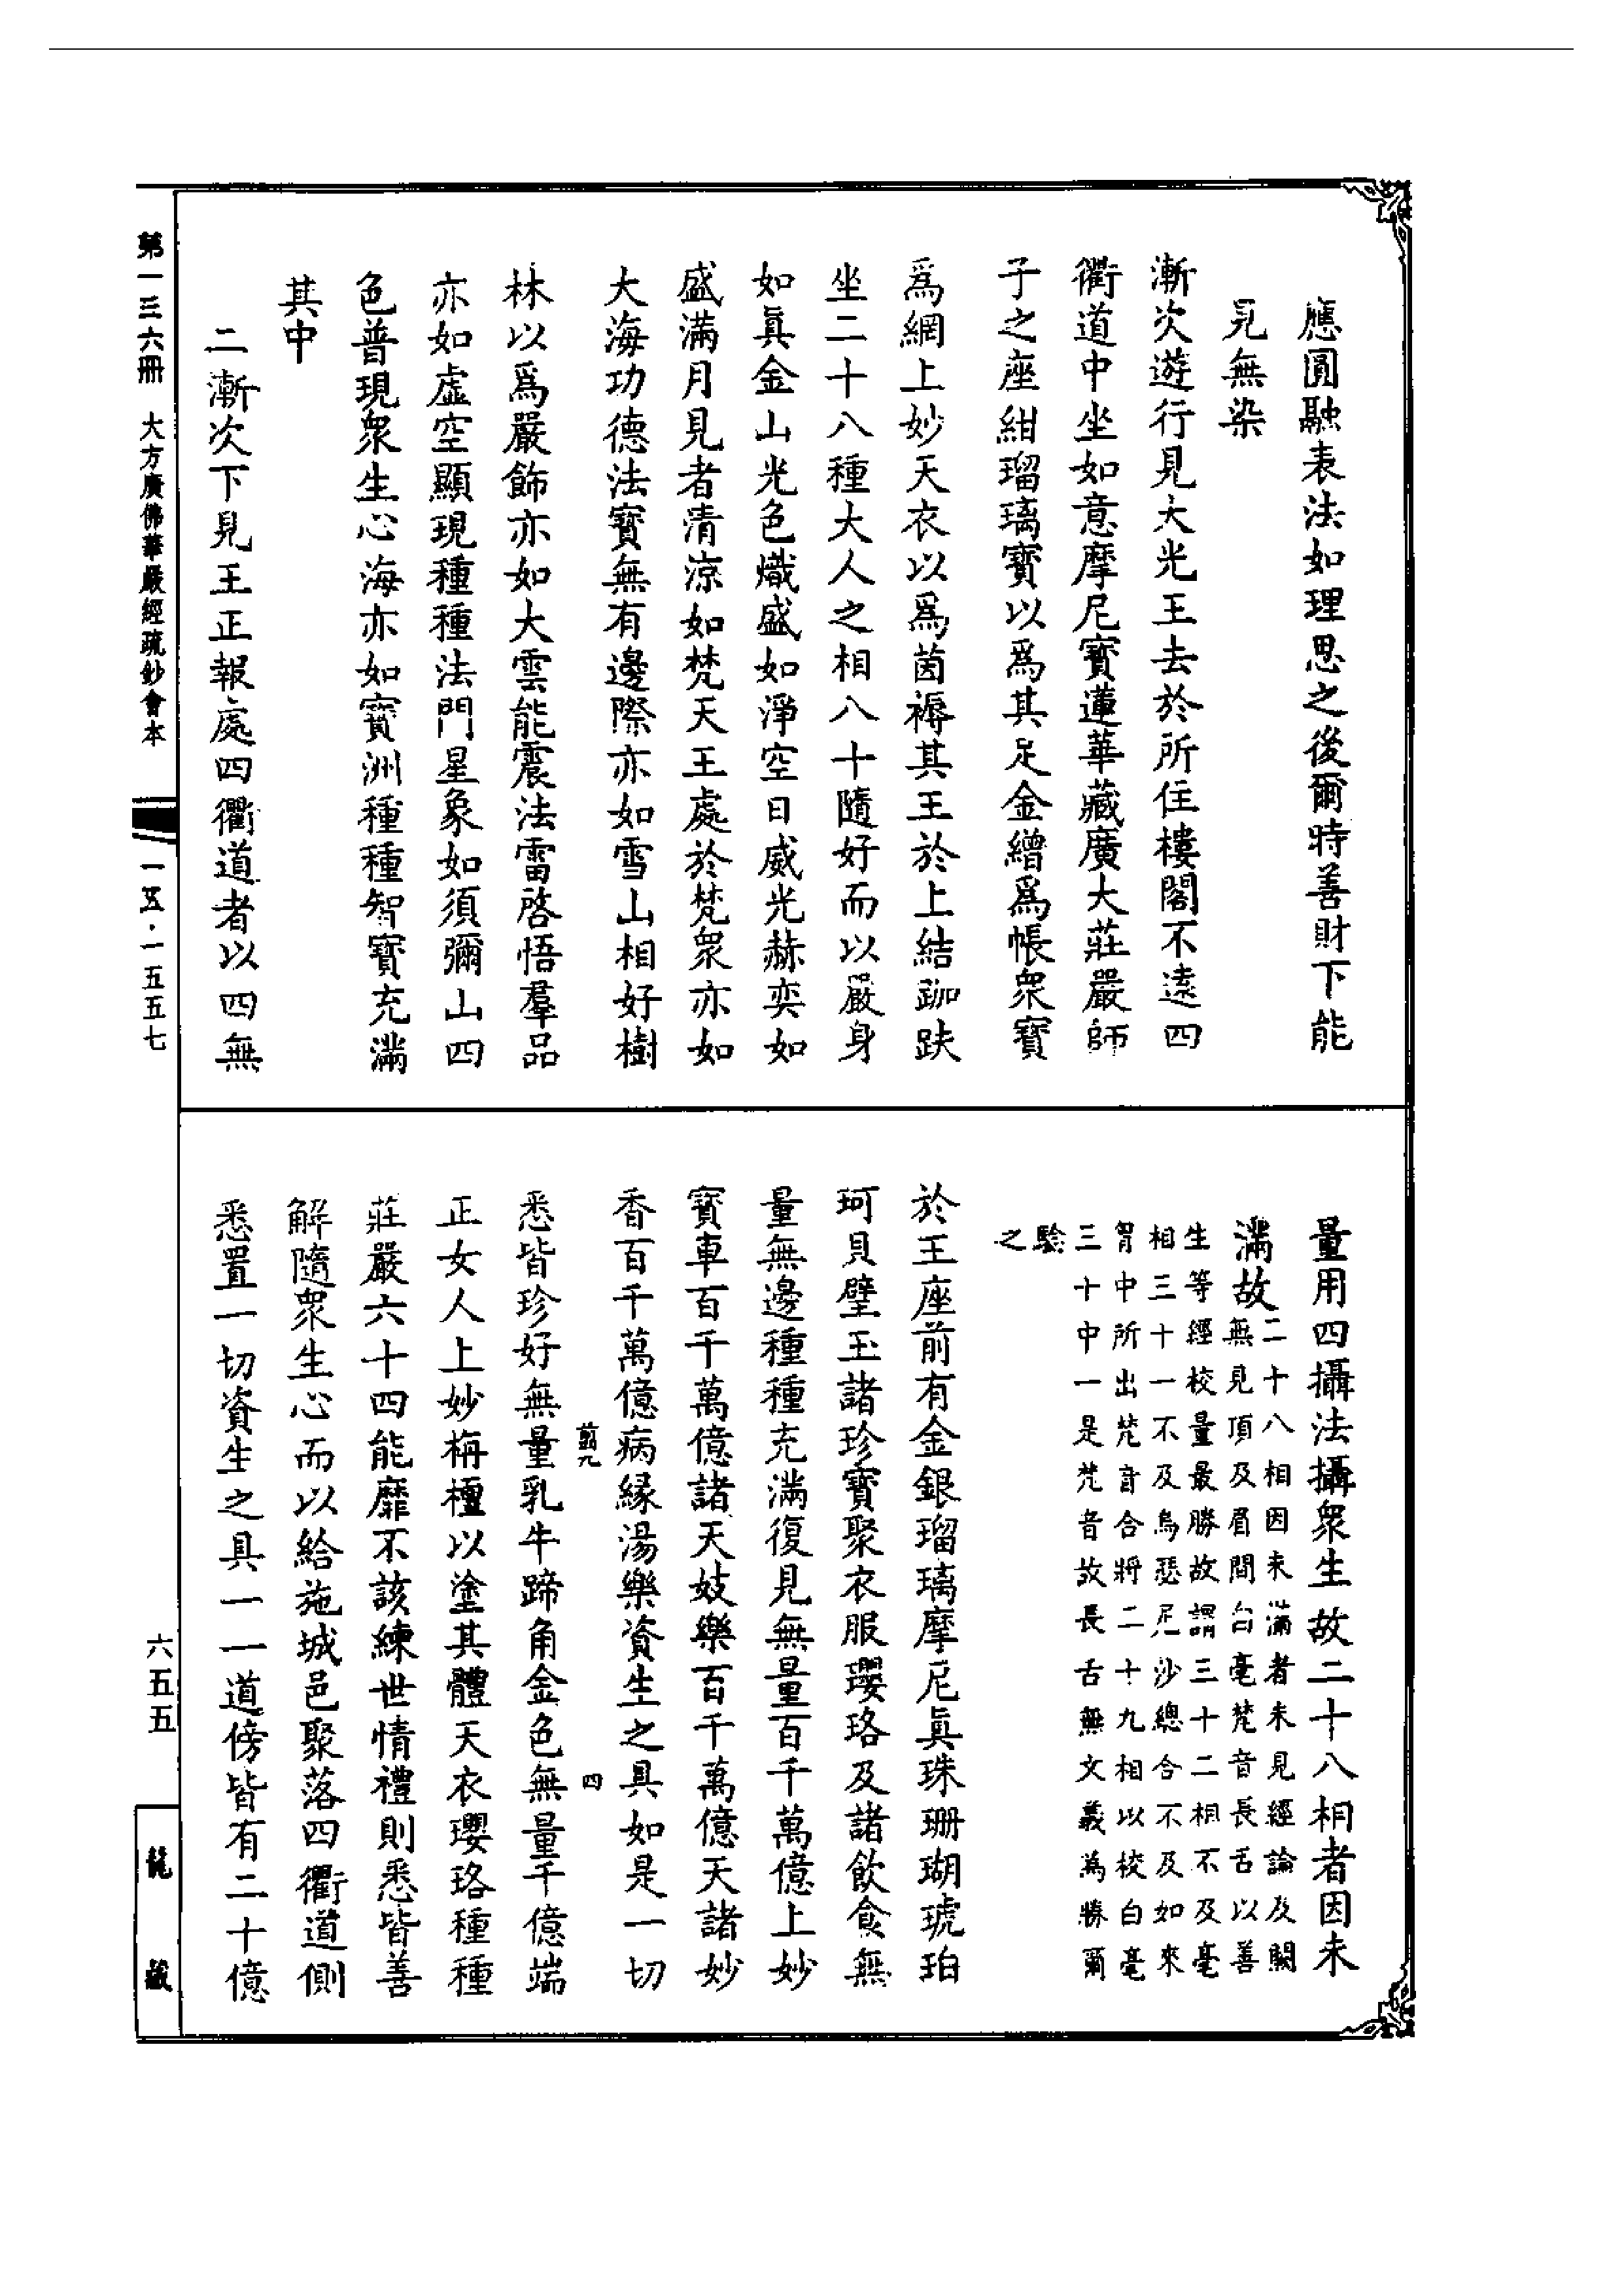 應圓融表法如理思之後爾時善財下能
見無染
漸次遊行見大光王去於所住樓閣不遠四
衢道中坐如意摩尼寶蓮華藏廣大莊嚴師
子之座紺瑠璃寶以爲其足金繒爲帳衆寶
爲網上妙天衣以爲茵褥其王於上結跏趺
坐二十八種大人之相八十隨好而以嚴身
如眞金山光色熾盛如淨空日威光赫奕如
盛滿月見者清涼如梵天王處於梵衆亦如
大海功德法寶無有邊際亦如雪山相好樹
林以爲嚴飾亦如大雲能震法雷啓悟羣品
亦如虛空顯現種種法門星象如須彌山四
色普現衆生心海亦如寶洲種種智寶充滿
其中
二漸次下見王正報處四衢道者以四無
量用四攝法攝衆生故二十八相者因未
滿故
二十八相因未滿者未見經論及闕
無見頂及眉間白毫梵音長舌以善
生等經校量最勝故謂三十二相不及毫
相三十一不及烏瑟尼沙總合不及如來
胷中所出梵音合將二十九相以校白毫
三十中一是梵音故長舌無文義爲勝爾
驗
之
於王座前有金銀瑠璃摩尼眞珠珊瑚琥珀
珂貝璧玉諸珍寶聚衣服瓔珞及諸飲食無
量無邊種種充滿復見無量百千萬億上妙
寶車百千萬億諸天妓樂百千萬億天諸妙
香百千萬億病緣湯藥資生之具如是一切
四
悉皆珍好無量乳牛蹄角金色無量千億端
正女人上妙栴檀以塗其體天衣瓔珞種種
莊嚴六十四能靡不該練世情禮則悉皆善
解隨衆生心而以給施城邑聚落四衢道側
悉置一切資生之具一一道傍皆有二十億
第一三六冊 大方廣佛華嚴經疏鈔會本
一五五·一五五七
六五五
龍藏